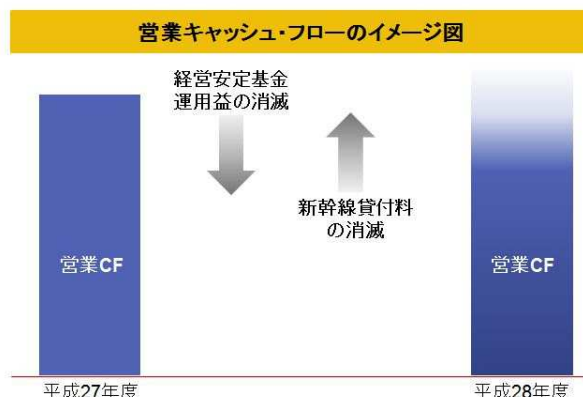 営業キャッシュ・フローのイメージ図
経営安定基金
運用益の消滅
新幹線貸付料
の消滅
営業CF
営業CF
平成27年度
平成28年度